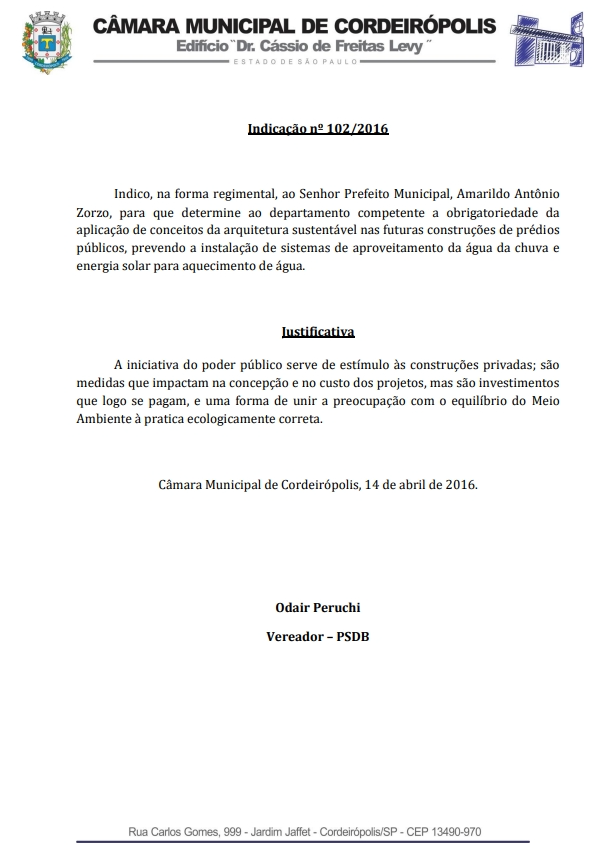 CÂMARA MUNICIPAL DE CORDEIRÓPOLIS
Edifício ¨Dr. Cássio de Freitas Levy¨
ESTADO DE SÃO PAULO
Indicação nº 102/2016
Indico, na forma regimental, ao Senhor Prefeito Municipal, Amarildo Antônio
Zorzo, para que determine ao departamento competente a obrigatoriedade da
aplicação de conceitos da arquitetura sustentável nas futuras construções de prédios
públicos, prevendo a instalação de sistemas de aproveitamento da água da chuva e
energia solar para aquecimento de água.
Justificativa
A iniciativa do poder público serve de estímulo às construções privadas; são
medidas que impactam na concepção e no custo dos projetos, mas são investimentos
que logo se pagam, e uma forma de unir a preocupação com o equilíbrio do Meio
Ambiente à pratica ecologicamente correta.
Câmara Municipal de Cordeirópolis, 14 de abril de 2016.
Odair Peruchi
Vereador – PSDB
Rua Carlos Gomes, 999 - Jardim Jaffet - Cordeirópolis/SP - CEP 13490-970